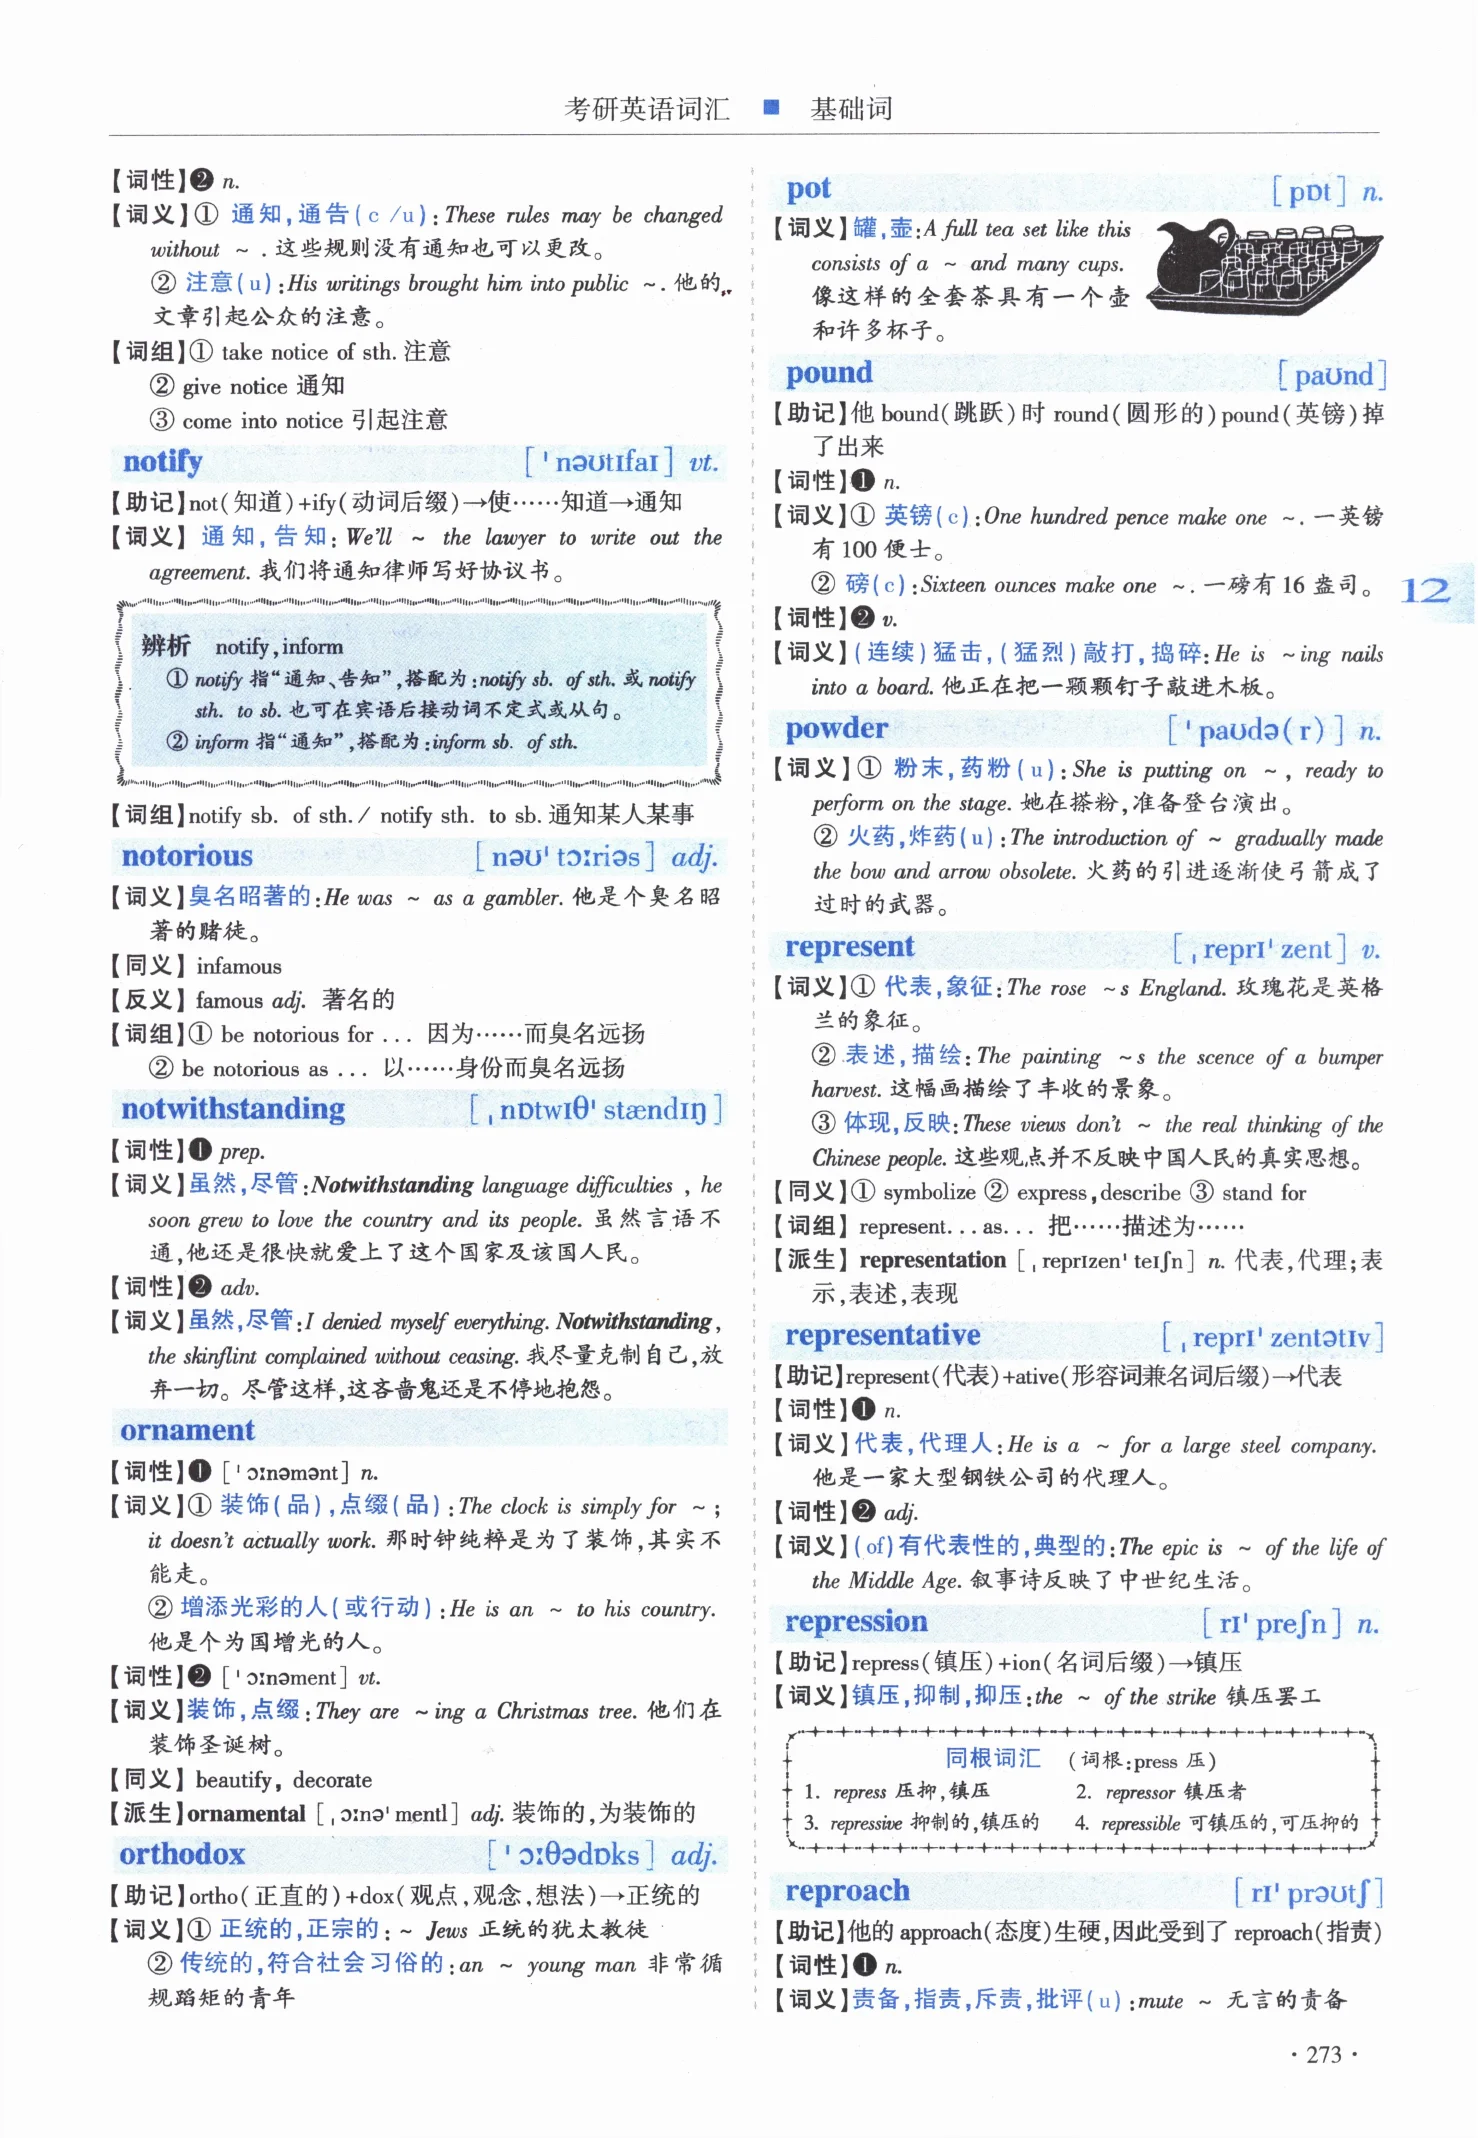 考研英语词汇 ■ 基础词
【词性】❷ n.
【词义】① 通知,通告(c/u): These rules may be changed
without ~ . 这些规则没有通知也可以更改。
② 注意(u): His writings brought him into public ~. 他的
文章引起公众的注意。
【词组】① take notice of sth. 注意
② give notice 通知
③ come into notice 引起注意
notify [ˈnəʊtɪfaɪ] vt.
【助记】not(知道)+ify(动词后缀)→使……知道→通知
【词义】通知,告知: We'll ~ the lawyer to write out the
agreement. 我们将通知律师写好协议书。
辨析 notify,inform
① notify 指“通知、告知”,搭配为:notify sb. of sth. 或 notify
sth. to sb. 也可在宾语后接动词不定式或从句。
② inform 指“通知”,搭配为:inform sb. of sth.
【词组】notify sb. of sth./ notify sth. to sb. 通知某人某事
notorious [nəʊˈtɔːriəs] adj.
【词义】臭名昭著的:He was ~ as a gambler. 他是个臭名昭
著的赌徒。
【同义】infamous
【反义】famous adj. 著名的
【词组】① be notorious for ... 因为……而臭名远扬
② be notorious as ... 以……身份而臭名远扬
notwithstanding [ˌnɒtwɪθˈstændɪŋ]
【词性】❶ prep.
【词义】虽然,尽管:Notwithstanding language difficulties , he
soon grew to love the country and its people. 虽然言语不
通,他还是很快就爱上了这个国家及该国人民。
【词性】❷ adv.
【词义】虽然,尽管:I denied myself everything. Notwithstanding,
the skinflint complained without ceasing. 我尽量克制自己,放
弃一切。尽管这样,这吝啬鬼还是不停地抱怨。
ornament
【词性】❶ [ˈɔːnəmənt] n.
【词义】① 装饰(品),点缀(品): The clock is simply for ~ ;
it doesn't actually work. 那时钟纯粹是为了装饰,其实不
能走。
② 增添光彩的人(或行动): He is an ~ to his country.
他是个为国增光的人。
【词性】❷ [ˈɔːnəment] vt.
【词义】装饰,点缀: They are ~ing a Christmas tree. 他们在
装饰圣诞树。
【同义】beautify, decorate
【派生】ornamental [ˌɔːnəˈmentl] adj. 装饰的,为装饰的
orthodox [ˈɔːθədɒks] adj.
【助记】ortho(正直的)+dox(观点,观念,想法)→正统的
【词义】① 正统的,正宗的: ~ Jews 正统的犹太教徒
② 传统的,符合社会习俗的:an ~ young man 非常循
规蹈矩的青年
pot [pɒt] n.
【词义】罐,壶:A full tea set like this
consists of a ~ and many cups.
像这样的全套茶具有一个壶
和许多杯子。
pound [paʊnd]
【助记】他 bound(跳跃)时 round(圆形的)pound(英镑)掉
了出来
【词性】❶ n.
【词义】① 英镑(c):One hundred pence make one ~. 一英镑
有 100 便士。
② 磅(c):Sixteen ounces make one ~. 一磅有 16 盎司。
【词性】❷ v.
【词义】(连续)猛击,(猛烈)敲打,捣碎: He is ~ing nails
into a board. 他正在把一颗颗钉子敲进木板。
powder [ˈpaʊdə(r)] n.
【词义】① 粉末,药粉(u): She is putting on ~, ready to
perform on the stage. 她在搽粉,准备登台演出。
② 火药,炸药(u): The introduction of ~ gradually made
the bow and arrow obsolete. 火药的引进逐渐使弓箭成了
过时的武器。
represent [ˌreprɪˈzent] v.
【词义】① 代表,象征: The rose ~s England. 玫瑰花是英格
兰的象征。
② 表述,描绘: The painting ~s the scence of a bumper
harvest. 这幅画描绘了丰收的景象。
③ 体现,反映: These views don't ~ the real thinking of the
Chinese people. 这些观点并不反映中国人民的真实思想。
【同义】① symbolize ② express,describe ③ stand for
【词组】represent...as... 把……描述为……
【派生】representation [ˌreprɪzenˈteɪʃn] n. 代表,代理;表
示,表述,表现
representative [ˌreprɪˈzentətɪv]
【助记】represent(代表)+ative(形容词兼名词后缀)→代表
【词性】❶ n.
【词义】代表,代理人: He is a ~ for a large steel company.
他是一家大型钢铁公司的代理人。
【词性】❷ adj.
【词义】(of)有代表性的,典型的: The epic is ~ of the life of
the Middle Age. 叙事诗反映了中世纪生活。
repression [rɪˈpreʃn] n.
【助记】repress(镇压)+ion(名词后缀)→镇压
【词义】镇压,抑制,抑压:the ~ of the strike 镇压罢工
同根词汇 (词根:press 压)
1. repress 压抑,镇压 2. repressor 镇压者
3. repressive 抑制的,镇压的 4. repressible 可镇压的,可压抑的
reproach [rɪˈprəʊtʃ]
【助记】他的 approach(态度)生硬,因此受到了 reproach(指责)
【词性】❶ n.
【词义】责备,指责,斥责,批评(u):mute ~ 无言的责备
12
· 273 ·